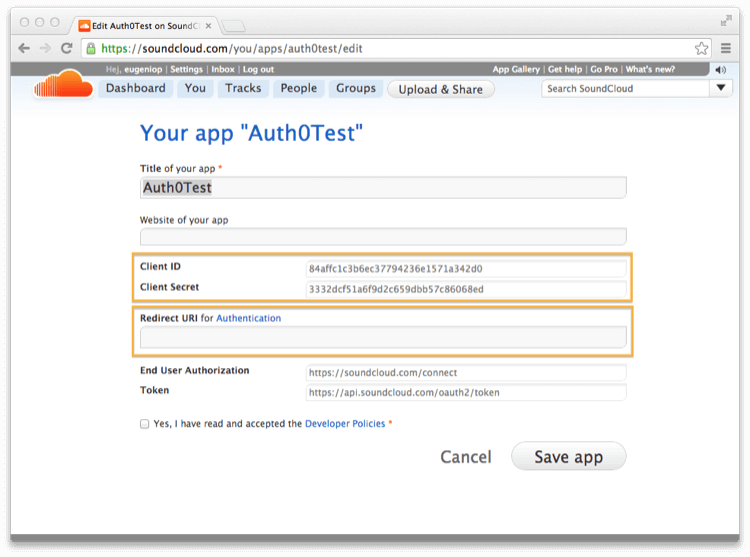 Edit Auth0Test on SoundC
https://soundcloud.com/you/apps/auth0test/edit
Hej, eugeniop | Settings | Inbox | Log out
App Gallery | Get help | Go Pro | What's new?
Dashboard You Tracks People Groups Upload & Share Search SoundCloud
Your app "Auth0Test"
Title of your app *
Auth0Test
Website of your app
Client ID 84affc1c3b6ec37794236e1571a342d0
Client Secret 3332dcf51a6f9d2c659dbb57c86068ed
Redirect URI for Authentication
End User Authorization https://soundcloud.com/connect
Token https://api.soundcloud.com/oauth2/token
Yes, I have read and accepted the Developer Policies *
Cancel Save app